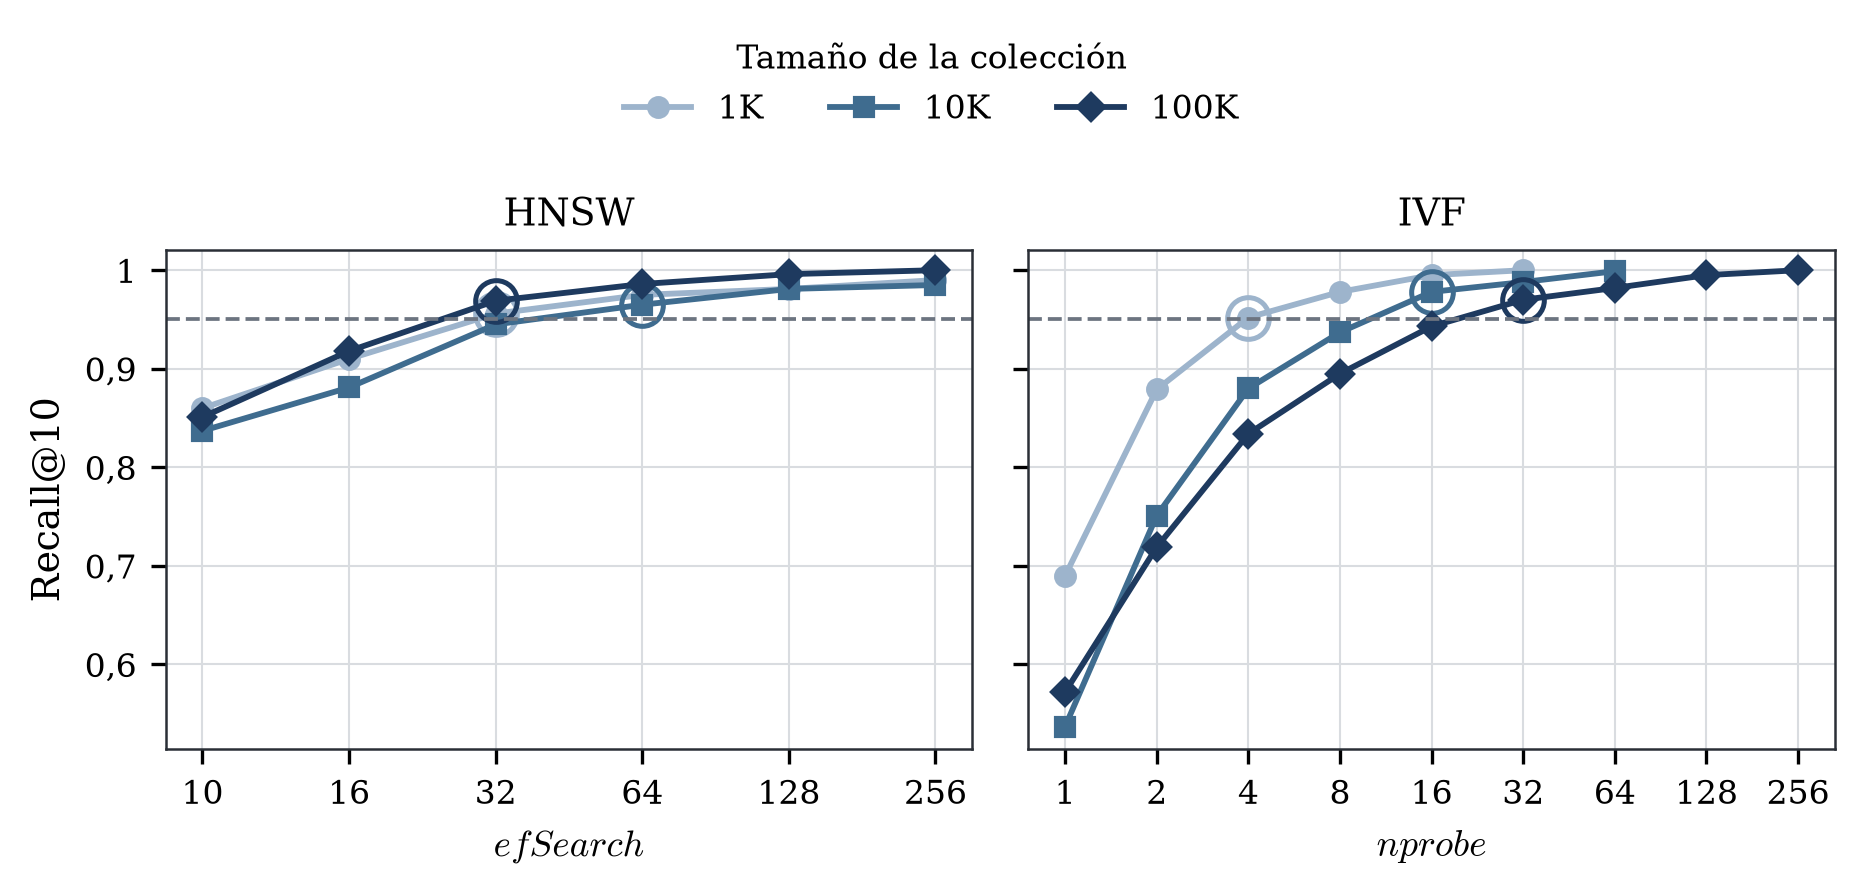 Tamaño de la colección
1K 10K 100K
HNSW IVF
Recall@10
1
0,9
0,8
0,7
0,6
10 16 32 64 128 256
1 2 4 8 16 32 64 128 256
efSearch
nprobe